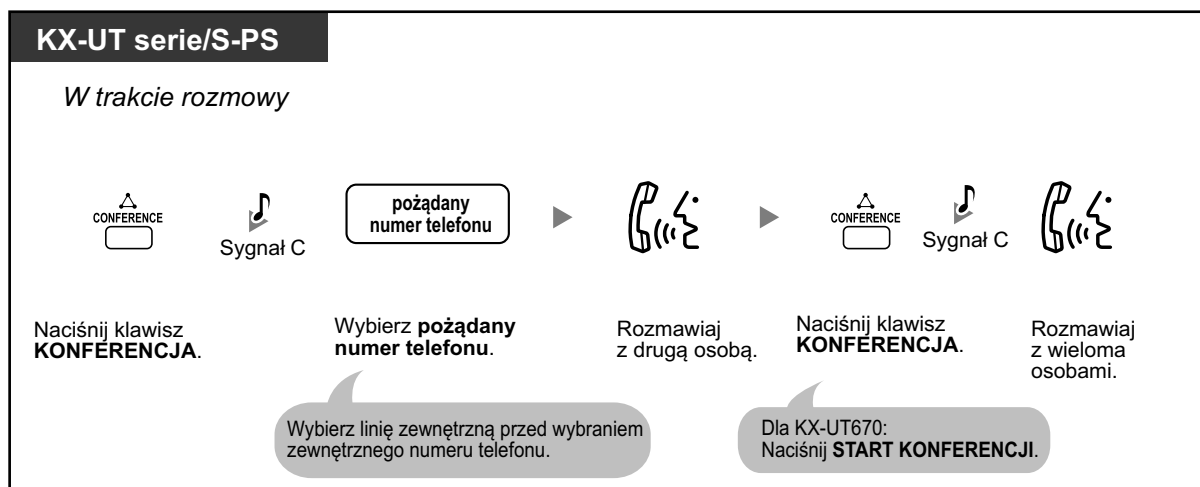 KX-UT serie/S-PS
W trakcie rozmowy
CONFERENCE
Sygnał C
pożądany
numer telefonu
CONFERENCE
Sygnał C
Naciśnij klawisz
KONFERENCJA.
Wybierz pożądany
numer telefonu.
Rozmawiaj
z drugą osobą.
Naciśnij klawisz
KONFERENCJA.
Rozmawiaj
z wieloma
osobami.
Wybierz linię zewnętrzną przed wybraniem
zewnętrznego numeru telefonu.
Dla KX-UT670:
Naciśnij START KONFERENCJI.